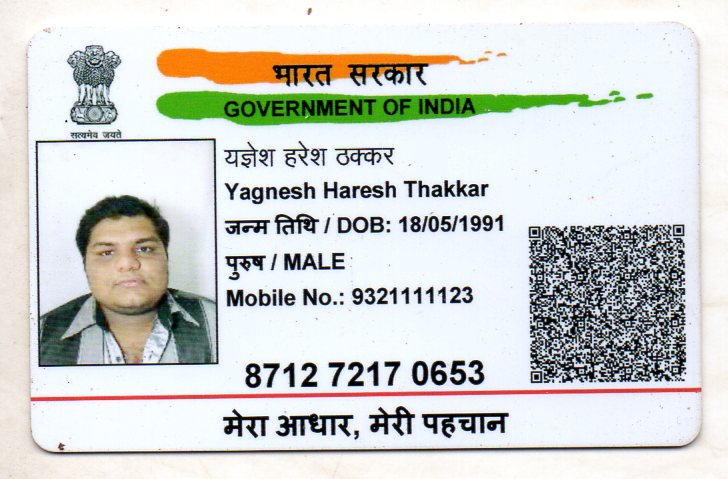 सत्यमेव जयते
भारत सरकार
GOVERNMENT OF INDIA
यज्ञेश हरेश ठक्कर
Yagnesh Haresh Thakkar
जन्म तिथि / DOB: 18/05/1991
पुरुष / MALE
Mobile No.: 9321111123
8712 7217 0653
मेरा आधार, मेरी पहचान